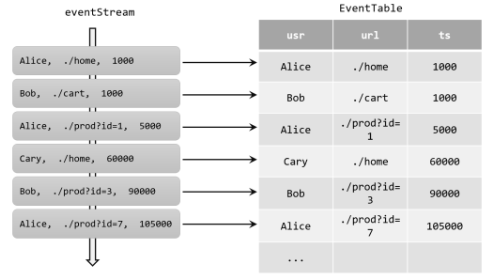 eventStream
Alice, ./home, 1000
Bob, ./cart, 1000
Alice, ./prod?id=1, 5000
Cary, ./home, 60000
Bob, ./prod?id=3, 90000
Alice, ./prod?id=7, 105000
EventTable
usr url ts
Alice ./home 1000
Bob ./cart 1000
Alice ./prod?id=
1 5000
Cary ./home 60000
Bob ./prod?id=
3 90000
Alice ./prod?id=
7 105000
...